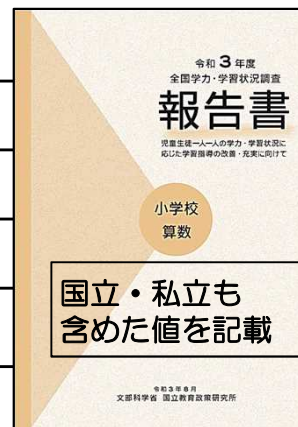 令和3年度
全国学力・学習状況調査
報告書
児童生徒一人一人の学力・学習状況に
応じた学習指導の改善・充実に向けて
小学校
算数
国立・私立も
含めた値を記載
令和3年8月
文部科学省 国立教育政策研究所